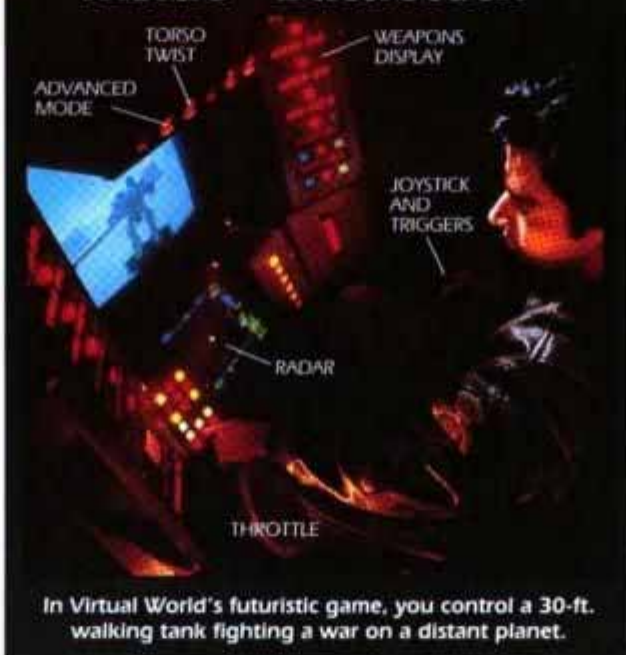 TORSO
TWIST
WEAPONS
DISPLAY
ADVANCED
MODE
JOYSTICK
AND
TRIGGERS
RADAR
THROTTLE
In Virtual World's futuristic game, you control a 30-ft.
walking tank fighting a war on a distant planet.